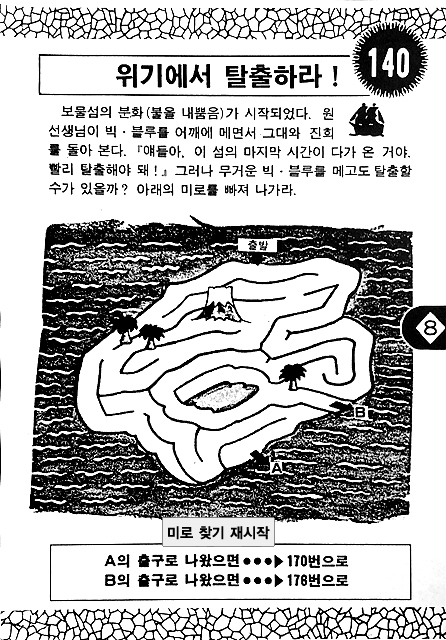 140
위기에서 탈출하라 !
보물섬의 분화 (불을 내뿜음)가 시작되었다. 원
선생님이 빅 · 블루를 어깨에 메면서 그대와 진희
를 돌아 본다. 『얘들아, 이 섬의 마지막 시간이 다가 온 거야.
빨리 탈출해야 돼 ! 』 그러나 무거운 빅 · 블루를 메고도 탈출할
수가 있을까 ? 아래의 미로를 빠져 나가라.
출발
8
B
A
미로 찾기 재시작
A의 출구로 나왔으면 ●●●▶ 170번으로
B의 출구로 나왔으면 ●●●▶ 176번으로